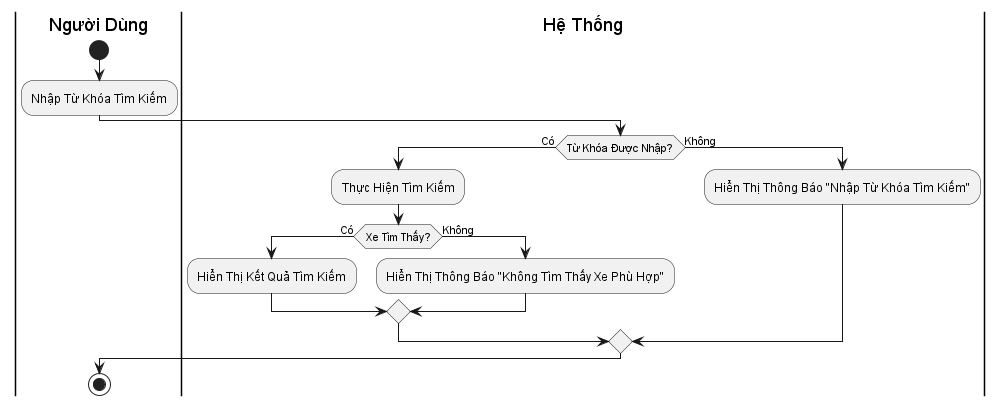 Người Dùng
Hệ Thống
Nhập Từ Khóa Tìm Kiếm
Có
Từ Khóa Được Nhập?
Không
Thực Hiện Tìm Kiếm
Hiển Thị Thông Báo "Nhập Từ Khóa Tìm Kiếm"
Có
Xe Tìm Thấy?
Không
Hiển Thị Kết Quả Tìm Kiếm
Hiển Thị Thông Báo "Không Tìm Thấy Xe Phù Hợp"